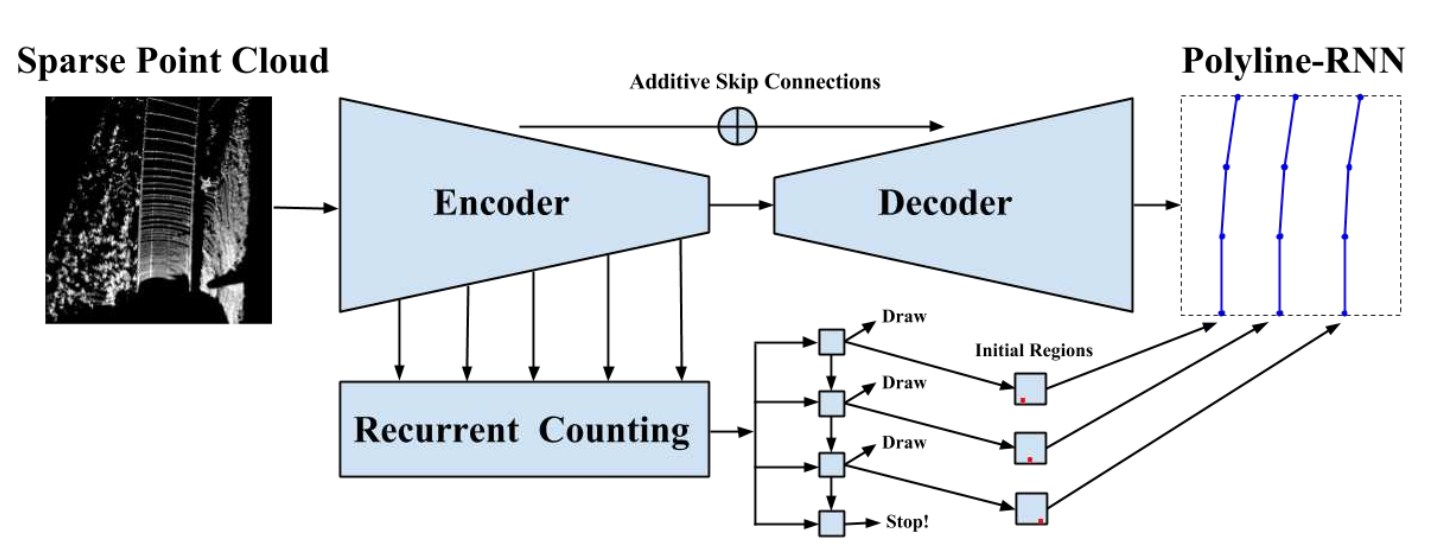 Sparse Point Cloud
Additive Skip Connections
Polyline-RNN
Encoder
Decoder
Draw
Initial Regions
Draw
Recurrent Counting
Draw
Stop!